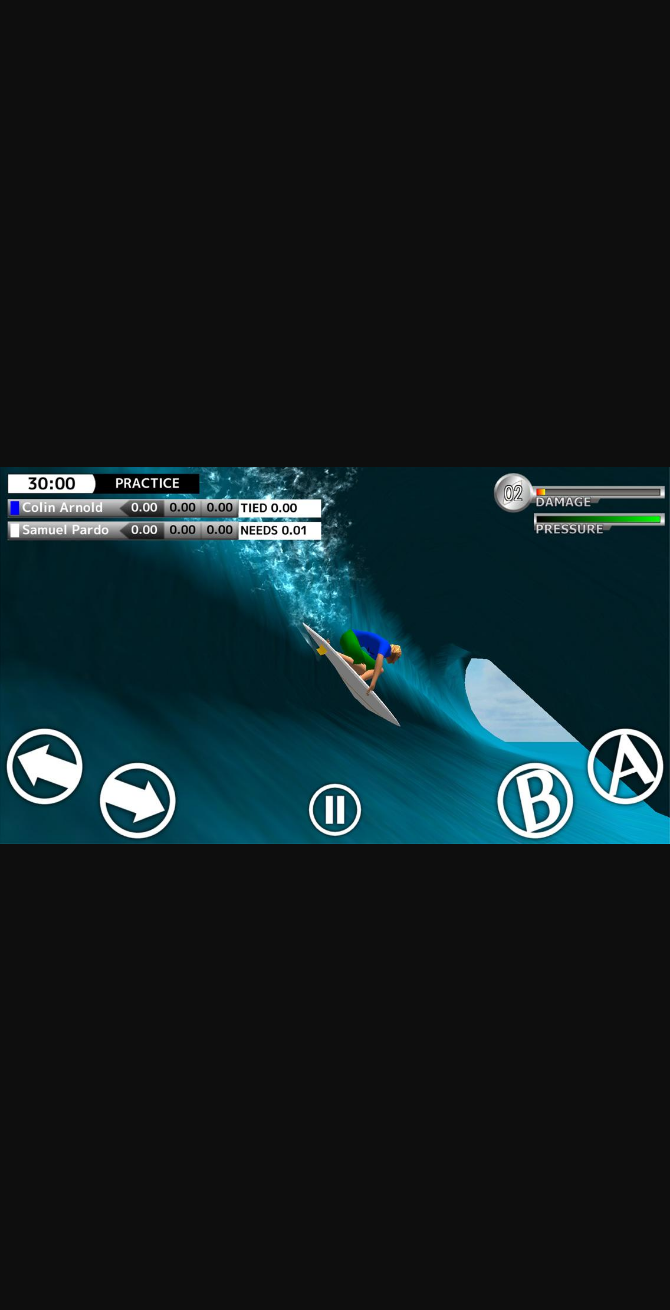 30:00 PRACTICE
Colin Arnold 0.00 0.00 0.00 TIED 0.00
Samuel Pardo 0.00 0.00 0.00 NEEDS 0.01
02
DAMAGE
PRESSURE
B A